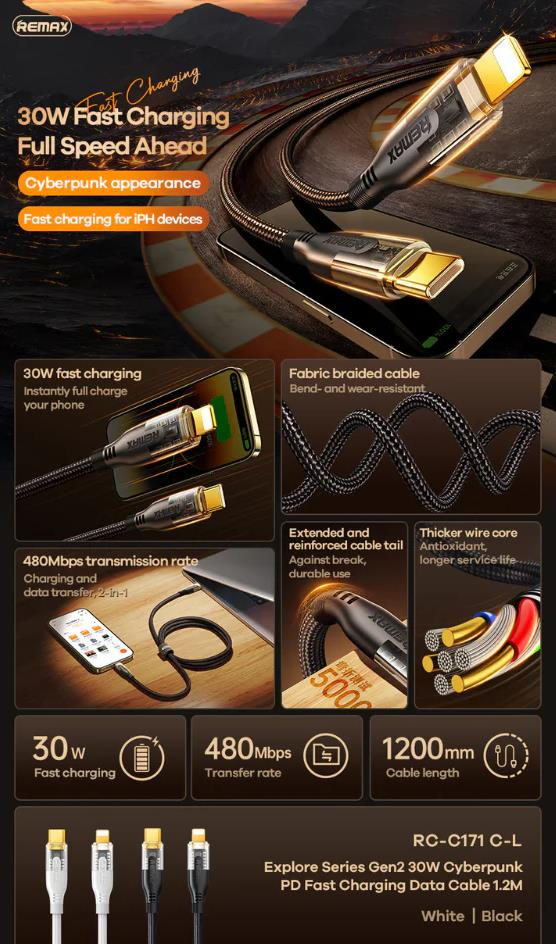 REMAX
Fast Charging
30W Fast Charging
Full Speed Ahead
Cyberpunk appearance
Fast charging for iPH devices
REMAX
30W fast charging
Instantly full charge
your phone
REMAX
Fabric braided cable
Bend- and wear-resistant
480Mbps transmission rate
Charging and
data transfer, 2-in-1
Extended and
reinforced cable tail
Against break,
durable use
REMAX
5000
Thicker wire core
Antioxidant,
longer service life
30W
Fast charging
480Mbps
Transfer rate
1200mm
Cable length
RC-C171 C-L
Explore Series Gen2 30W Cyberpunk
PD Fast Charging Data Cable 1.2M
White | Black